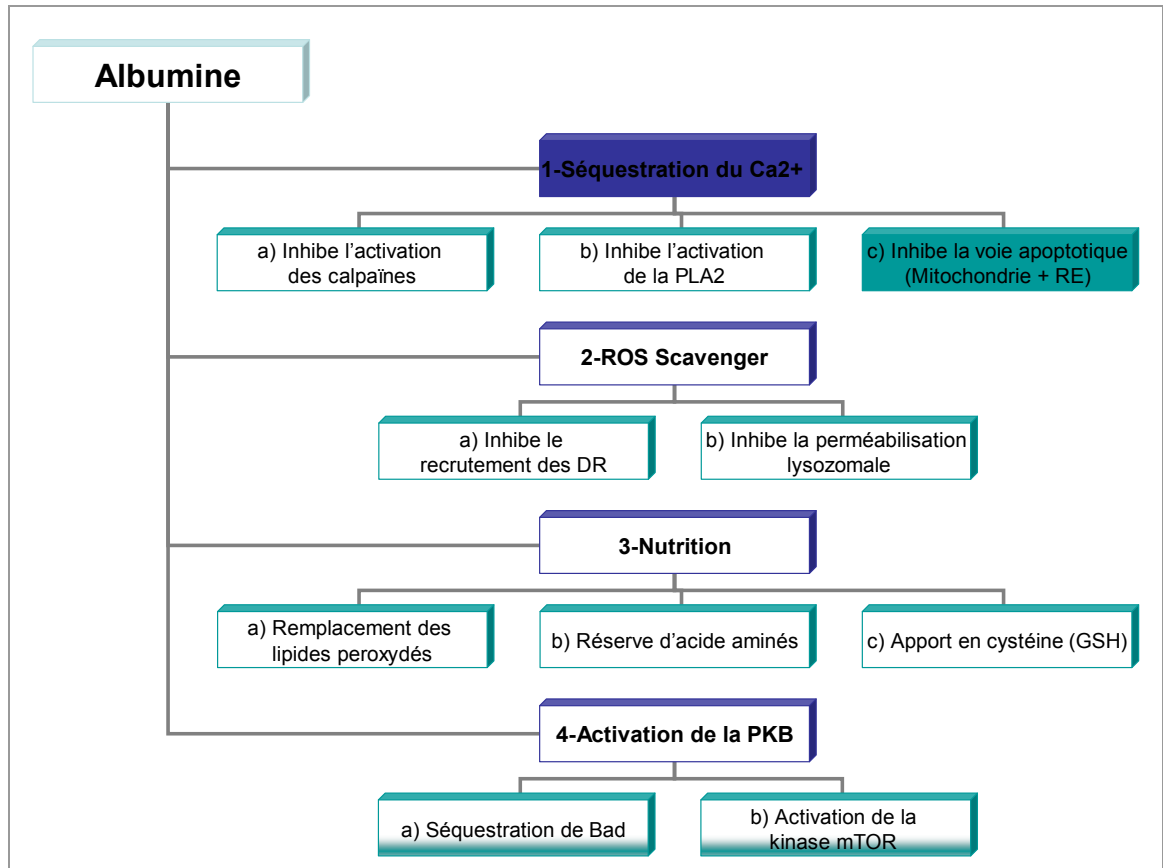 Albumine
1-Séquestration du Ca2+
a) Inhibe l'activation
des calpaïnes
b) Inhibe l'activation
de la PLA2
c) Inhibe la voie apoptotique
(Mitochondrie + RE)
2-ROS Scavenger
a) Inhibe le
recrutement des DR
b) Inhibe la perméabilisation
lysozomale
3-Nutrition
a) Remplacement des
lipides peroxydés
b) Réserve d'acide aminés
c) Apport en cystéine (GSH)
4-Activation de la PKB
a) Séquestration de Bad
b) Activation de la
kinase mTOR